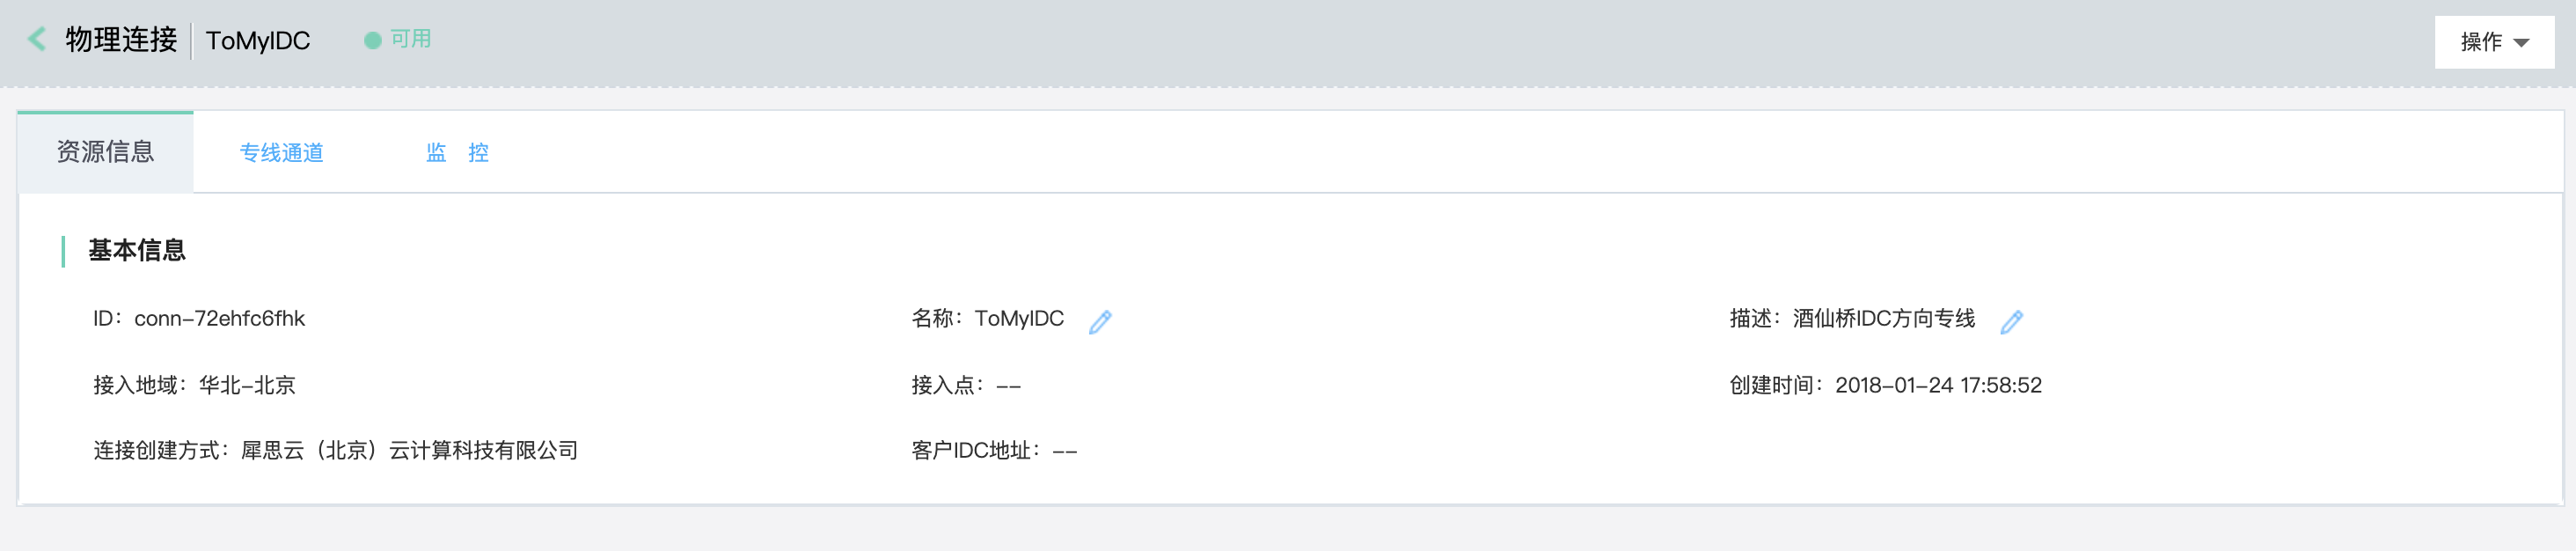 物理连接 ToMyIDC 可用 操作
资源信息 专线通道 监 控
基本信息
ID：conn-72ehfc6fhk 名称：ToMyIDC 描述：酒仙桥IDC方向专线
接入地域：华北-北京 接入点：-- 创建时间：2018-01-24 17:58:52
连接创建方式：犀思云（北京）云计算科技有限公司 客户IDC地址：--